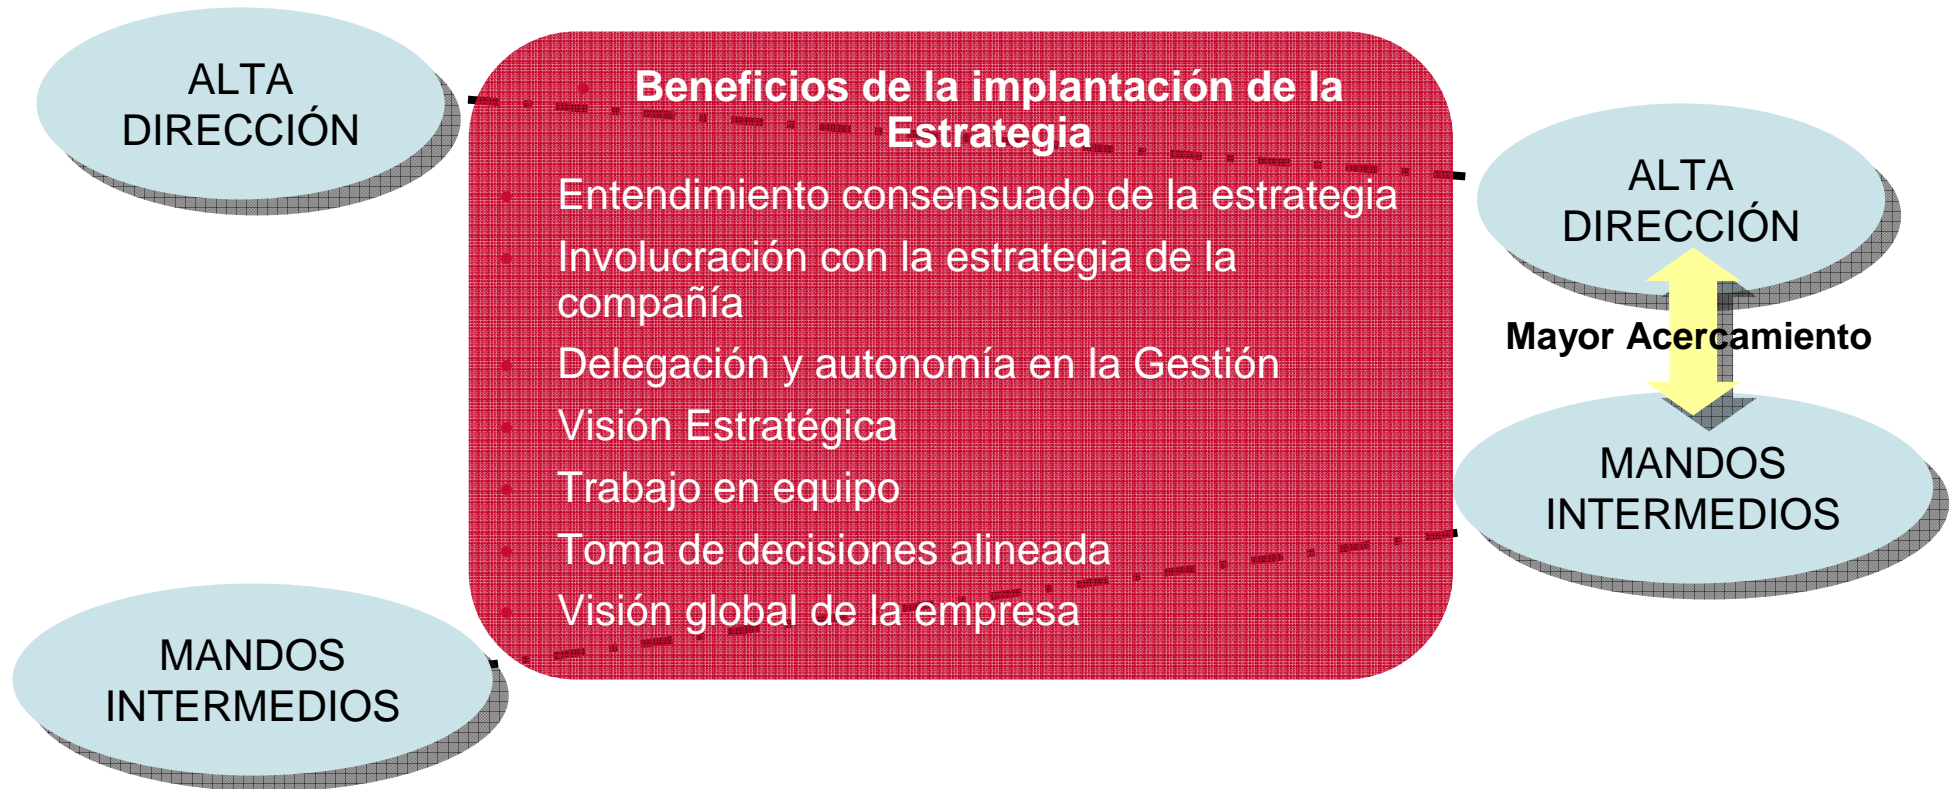 ALTA
DIRECCIÓN
Beneficios de la implantación de la
Estrategia
Entendimiento consensuado de la estrategia
Involucración con la estrategia de la
compañía
Delegación y autonomía en la Gestión
Visión Estratégica
Trabajo en equipo
Toma de decisiones alineada
Visión global de la empresa
MANDOS
INTERMEDIOS
ALTA
DIRECCIÓN
Mayor Acercamiento
MANDOS
INTERMEDIOS